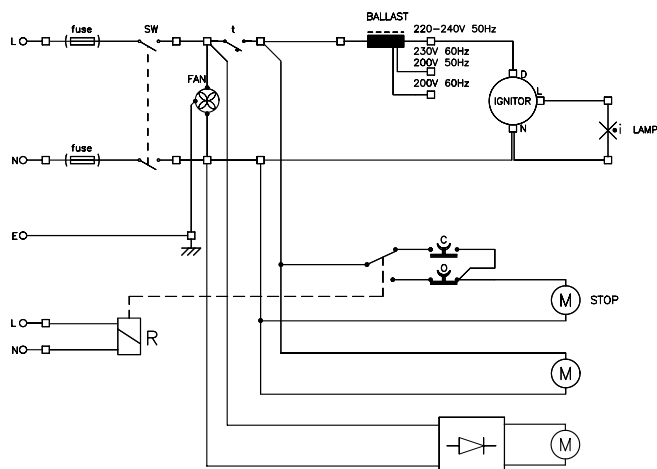 BALLAST
220-240V 50Hz
230V 60Hz
200V 50Hz
200V 60Hz
fuse
SW
t
L
FAN
D
L
IGNITOR
N
i LAMP
fuse
N
E
C
O
M STOP
L
R
N
M
M